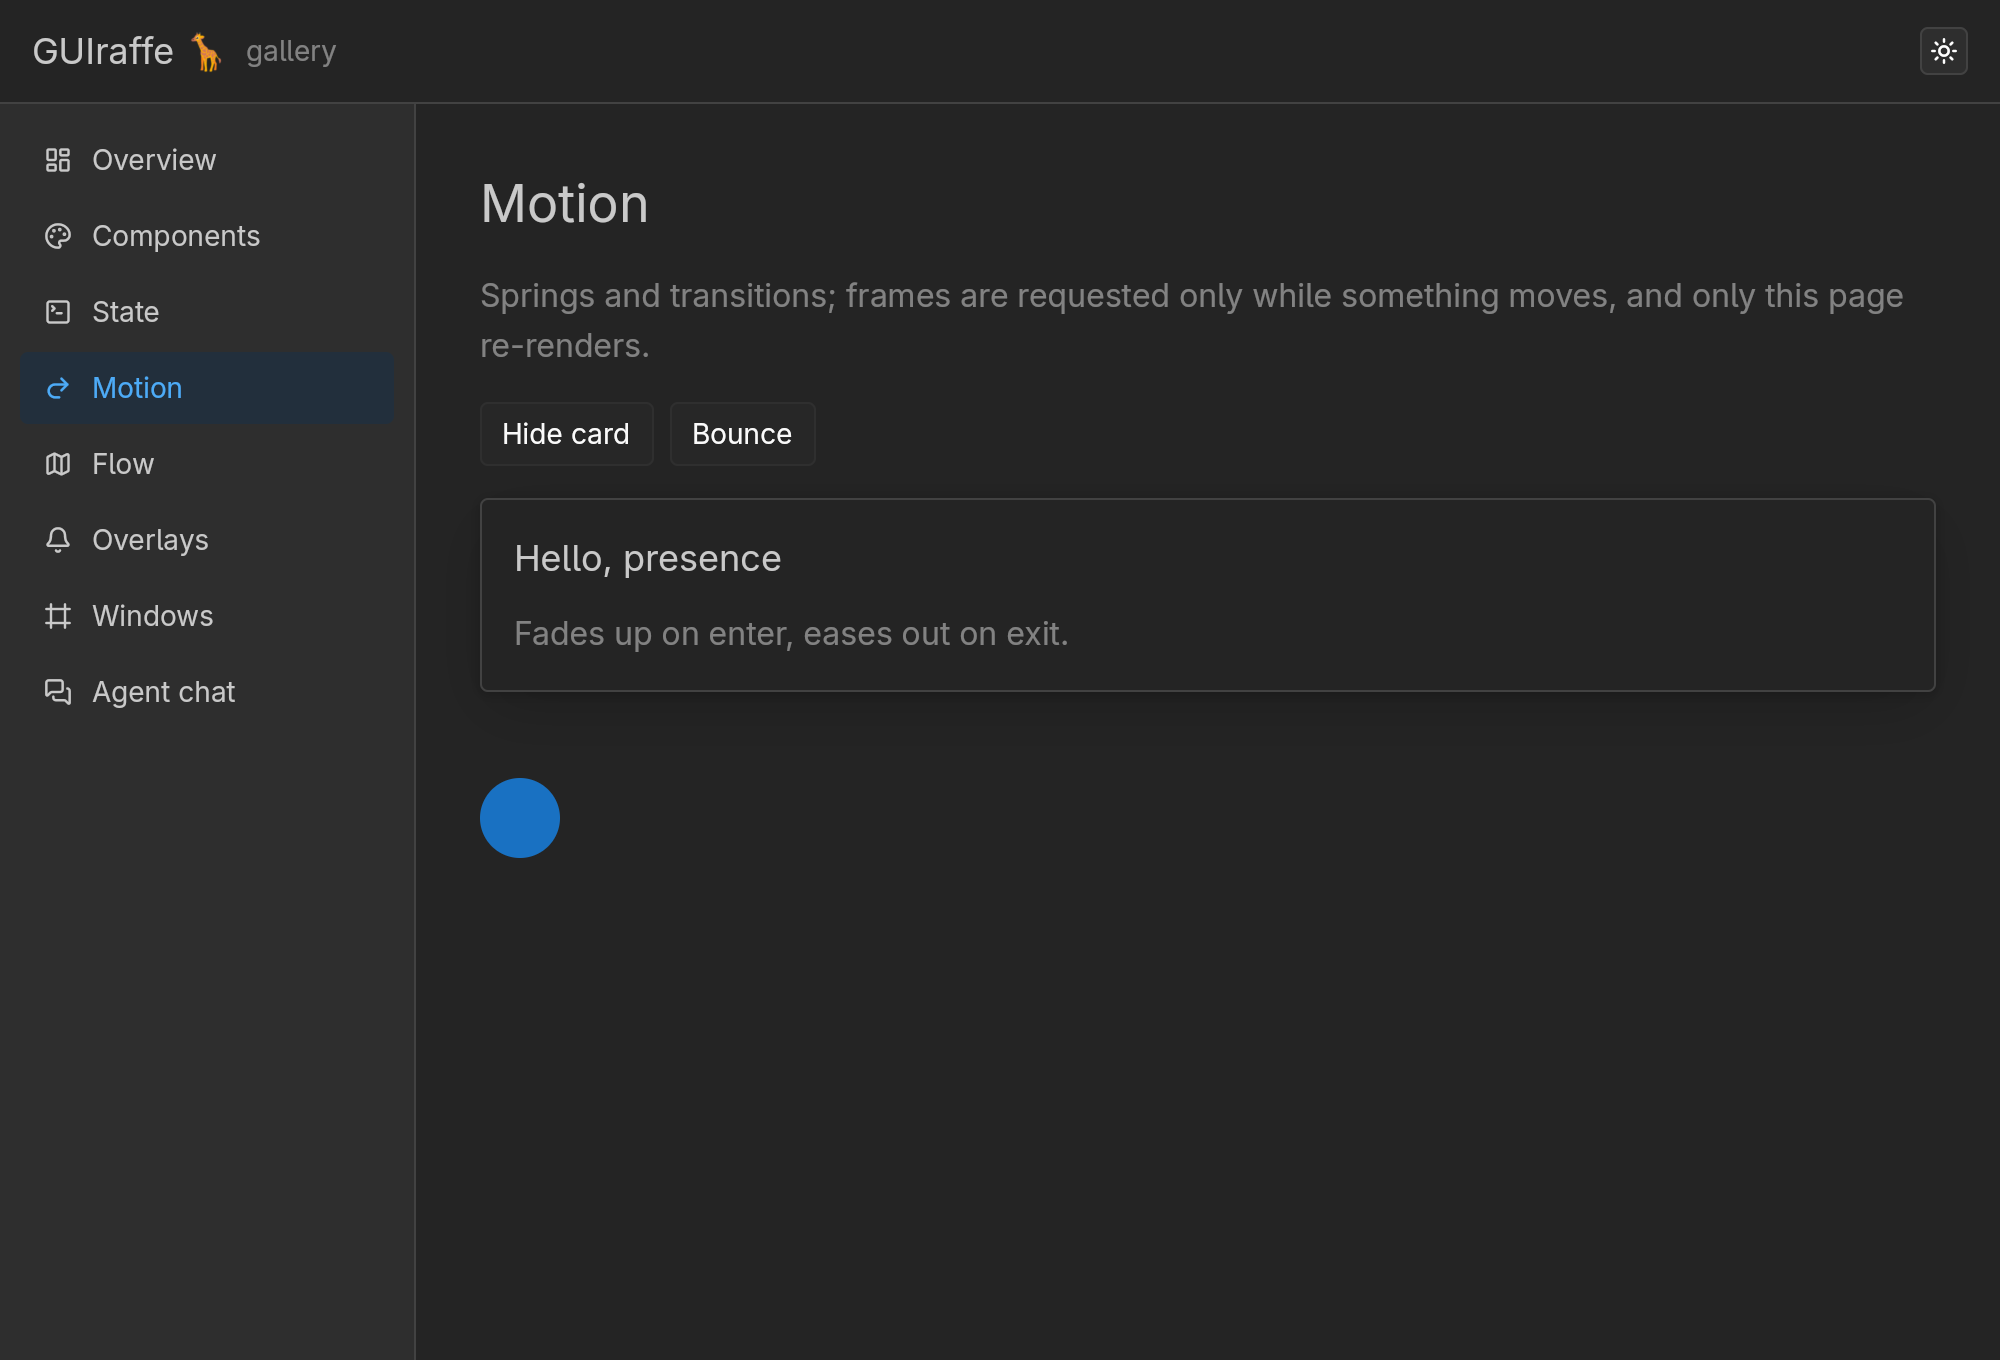 GUIraffe 🦒 gallery
Overview
Components
State
Motion
Flow
Overlays
Windows
Agent chat
Motion
Springs and transitions; frames are requested only while something moves, and only this page
re-renders.
Hide card
Bounce
Hello, presence
Fades up on enter, eases out on exit.